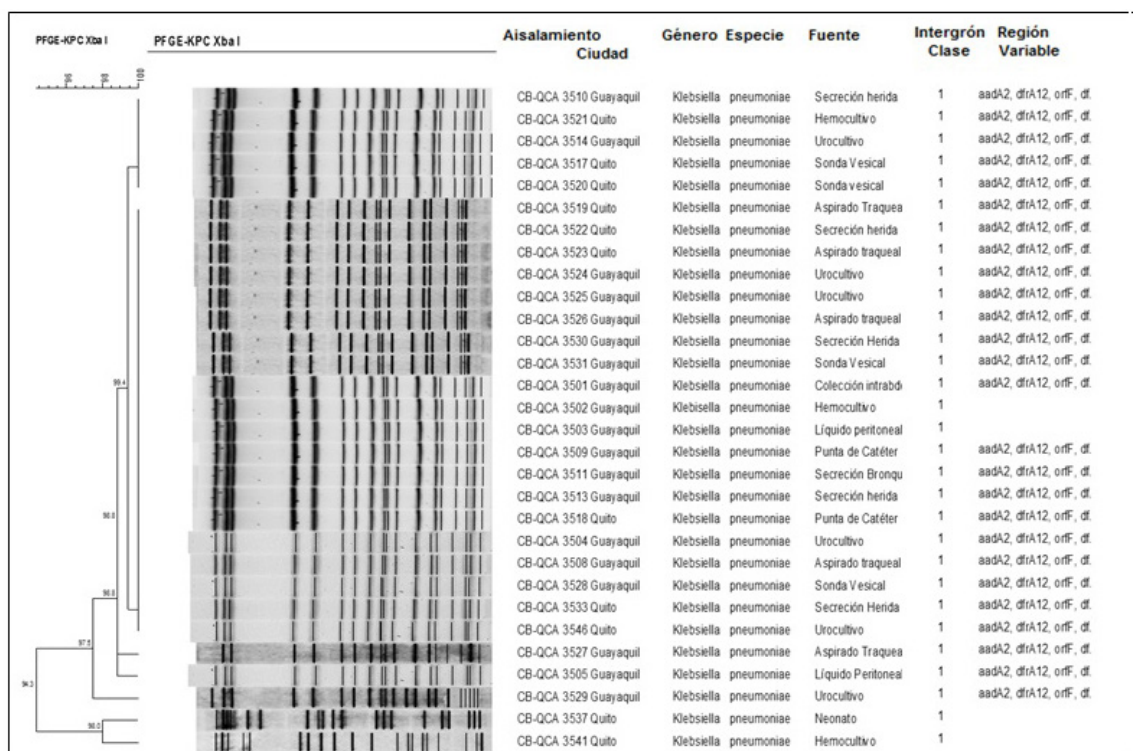 PFGE-KPC Xba I PFGE-KPC Xba I Aisalamiento Ciudad Género Especie Fuente Intergrón Clase Región Variable
96 98 100
CB-QCA 3510 Guayaquil Klebsiella pneumoniae Secreción herida 1 aadA2, dfrA12, orfF, df.
CB-QCA 3521 Quito Klebsiella pneumoniae Hemocultivo 1 aadA2, dfrA12, orfF, df.
CB-QCA 3514 Guayaquil Klebsiella pneumoniae Urocultivo 1 aadA2, dfrA12, orfF, df.
CB-QCA 3517 Quito Klebsiella pneumoniae Sonda Vesical 1 aadA2, dfrA12, orfF, df.
CB-QCA 3520 Quito Klebsiella pneumoniae Sonda vesical 1 aadA2, dfrA12, orfF, df.
CB-QCA 3519 Quito Klebsiella pneumoniae Aspirado Traquea 1 aadA2, dfrA12, orfF, df.
CB-QCA 3522 Quito Klebsiella pneumoniae Secreción herida 1 aadA2, dfrA12, orfF, df.
CB-QCA 3523 Quito Klebsiella pneumoniae Aspirado traqueal 1 aadA2, dfrA12, orfF, df.
CB-QCA 3524 Guayaquil Klebsiella pneumoniae Urocultivo 1 aadA2, dfrA12, orfF, df.
CB-QCA 3525 Guayaquil Klebsiella pneumoniae Urocultivo 1 aadA2, dfrA12, orfF, df.
CB-QCA 3526 Guayaquil Klebsiella pneumoniae Aspirado traqueal 1 aadA2, dfrA12, orfF, df.
CB-QCA 3530 Guayaquil Klebsiella pneumoniae Secreción Herida 1 aadA2, dfrA12, orfF, df.
CB-QCA 3531 Guayaquil Klebsiella pneumoniae Sonda Vesical 1 aadA2, dfrA12, orfF, df.
99.4 CB-QCA 3501 Guayaquil Klebsiella pneumoniae Colección intrabdi 1 aadA2, dfrA12, orfF, df.
CB-QCA 3502 Guayaquil Klebisella pneumoniae Hemocultivo 1
CB-QCA 3503 Guayaquil Klebsiella pneumoniae Líquido peritoneal 1
CB-QCA 3509 Guayaquil Klebsiella pneumoniae Punta de Catéter 1 aadA2, dfrA12, orfF, df.
CB-QCA 3511 Guayaquil Klebsiella pneumoniae Secreción Bronqu 1 aadA2, dfrA12, orfF, df.
CB-QCA 3513 Guayaquil Klebsiella pneumoniae Secreción herida 1 aadA2, dfrA12, orfF, df.
CB-QCA 3518 Quito Klebsiella pneumoniae Punta de Catéter 1 aadA2, dfrA12, orfF, df.
CB-QCA 3504 Guayaquil Klebsiella pneumoniae Urocultivo 1 aadA2, dfrA12, orfF, df.
CB-QCA 3508 Guayaquil Klebsiella pneumoniae Aspirado traqueal 1 aadA2, dfrA12, orfF, df.
CB-QCA 3528 Guayaquil Klebsiella pneumoniae Sonda Vesical 1 aadA2, dfrA12, orfF, df.
CB-QCA 3533 Quito Klebsiella pneumoniae Secreción Herida 1 aadA2, dfrA12, orfF, df.
CB-QCA 3546 Quito Klebsiella pneumoniae Urocultivo 1 aadA2, dfrA12, orfF, df.
97.5 CB-QCA 3527 Guayaquil Klebsiella pneumoniae Aspirado Traquea 1 aadA2, dfrA12, orfF, df.
CB-QCA 3505 Guayaquil Klebsiella pneumoniae Líquido Peritoneal 1 aadA2, dfrA12, orfF, df.
94.3 CB-QCA 3529 Guayaquil Klebsiella pneumoniae Urocultivo 1 aadA2, dfrA12, orfF, df.
CB-QCA 3537 Quito Klebsiella pneumoniae Neonato 1
98.0 CB-QCA 3541 Quito Klebsiella pneumoniae Hemocultivo 1